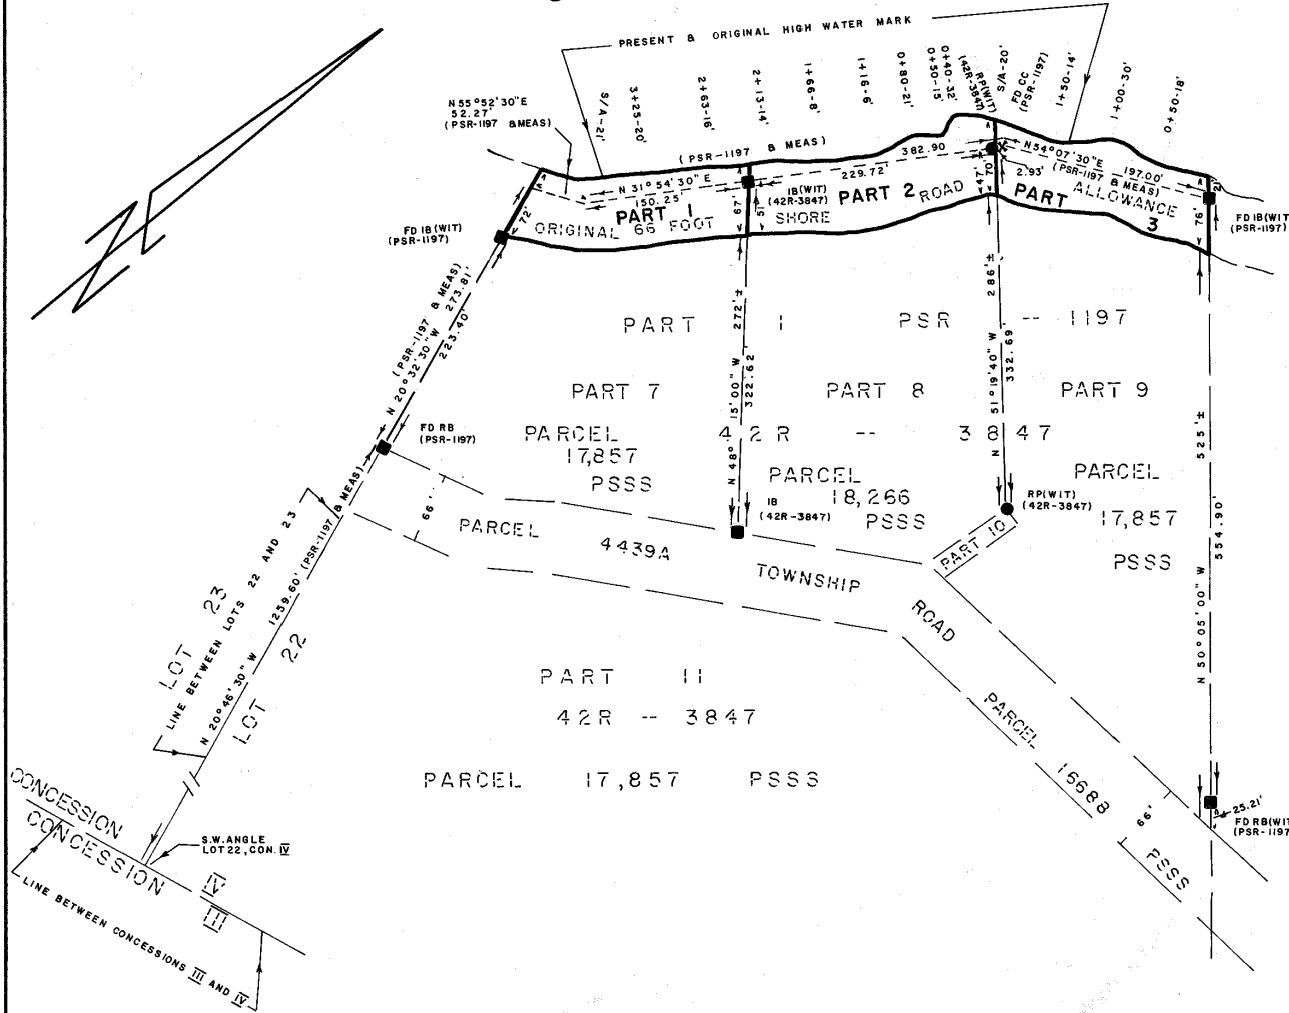 PRESENT & ORIGINAL HIGH WATER MARK
N 55°52'30"E
52.27'
(PSR-1197 & MEAS)
S/A-21'
3+25-20'
2+63-16'
2+13-14'
1+66-8'
1+16-6'
0+80-21'
0+50-15'
0+40-32'
RP(WIT)
(42R-3847)
S/A-20'
FD CC
(PSR-1197)
1+50-14'
1+00-30'
0+50-18'
(PSR-1197 & MEAS)
382.90
N 31°54'30" E
150.25'
229.72'
N54°07'30"E
197.00'
(PSR-1197 & MEAS)
2.93'
72'
67'
51'
47'
70'
76'
PART 1
PART 2
PART
3
ORIGINAL 66 FOOT
SHORE
ROAD
ALLOWANCE
IB(WIT)
(42R-3847)
FD IB(WIT)
(PSR-1197)
FD IB(WIT
(PSR-1197)
(PSR-1197 & MEAS)
N 20°32'30"W 273.81'
223.40'
272'±
N 48° 15'00" W
322.62'
286'±
N 51°19'40" W
332.69'
525'±
N 50°05'00" W
554.90'
PART 1 PSR -- 1197
PART 7
PART 8
PART 9
42R -- 3847
PARCEL
17,857
PSSS
PARCEL
18,266
PSSS
PARCEL
17,857
PSSS
FD RB
(PSR-1197)
IB
(42R-3847)
RP(WIT)
(42R-3847)
PART 10
66'
PARCEL
4439A
TOWNSHIP
ROAD
PARCEL
16688
PSSS
66'
25.21'
FD RB(WIT
(PSR-1197
LOT 23
LINE BETWEEN LOTS 22 AND 23
N 20°46'30" W 1259.60' (PSR-1197 & MEAS)
LOT 22
PART 11
42R -- 3847
PARCEL 17,857 PSSS
CONCESSION
CONCESSION
IV
III
S.W. ANGLE
LOT 22, CON. IV
LINE BETWEEN CONCESSIONS III AND IV